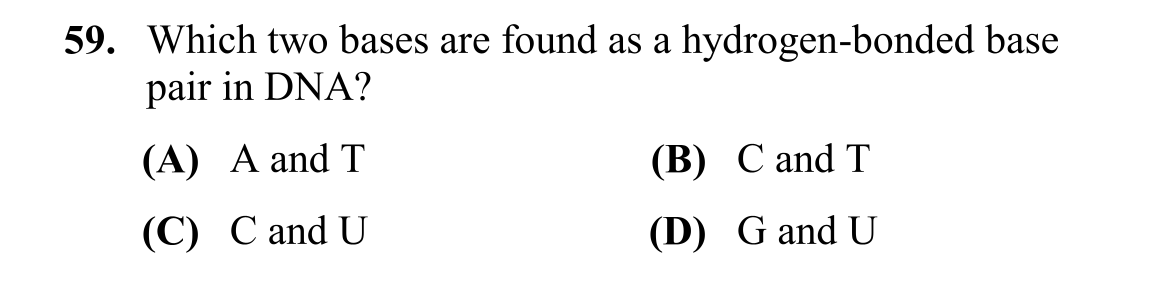 59. Which two bases are found as a hydrogen-bonded base
pair in DNA?
(A) A and T (B) C and T
(C) C and U (D) G and U